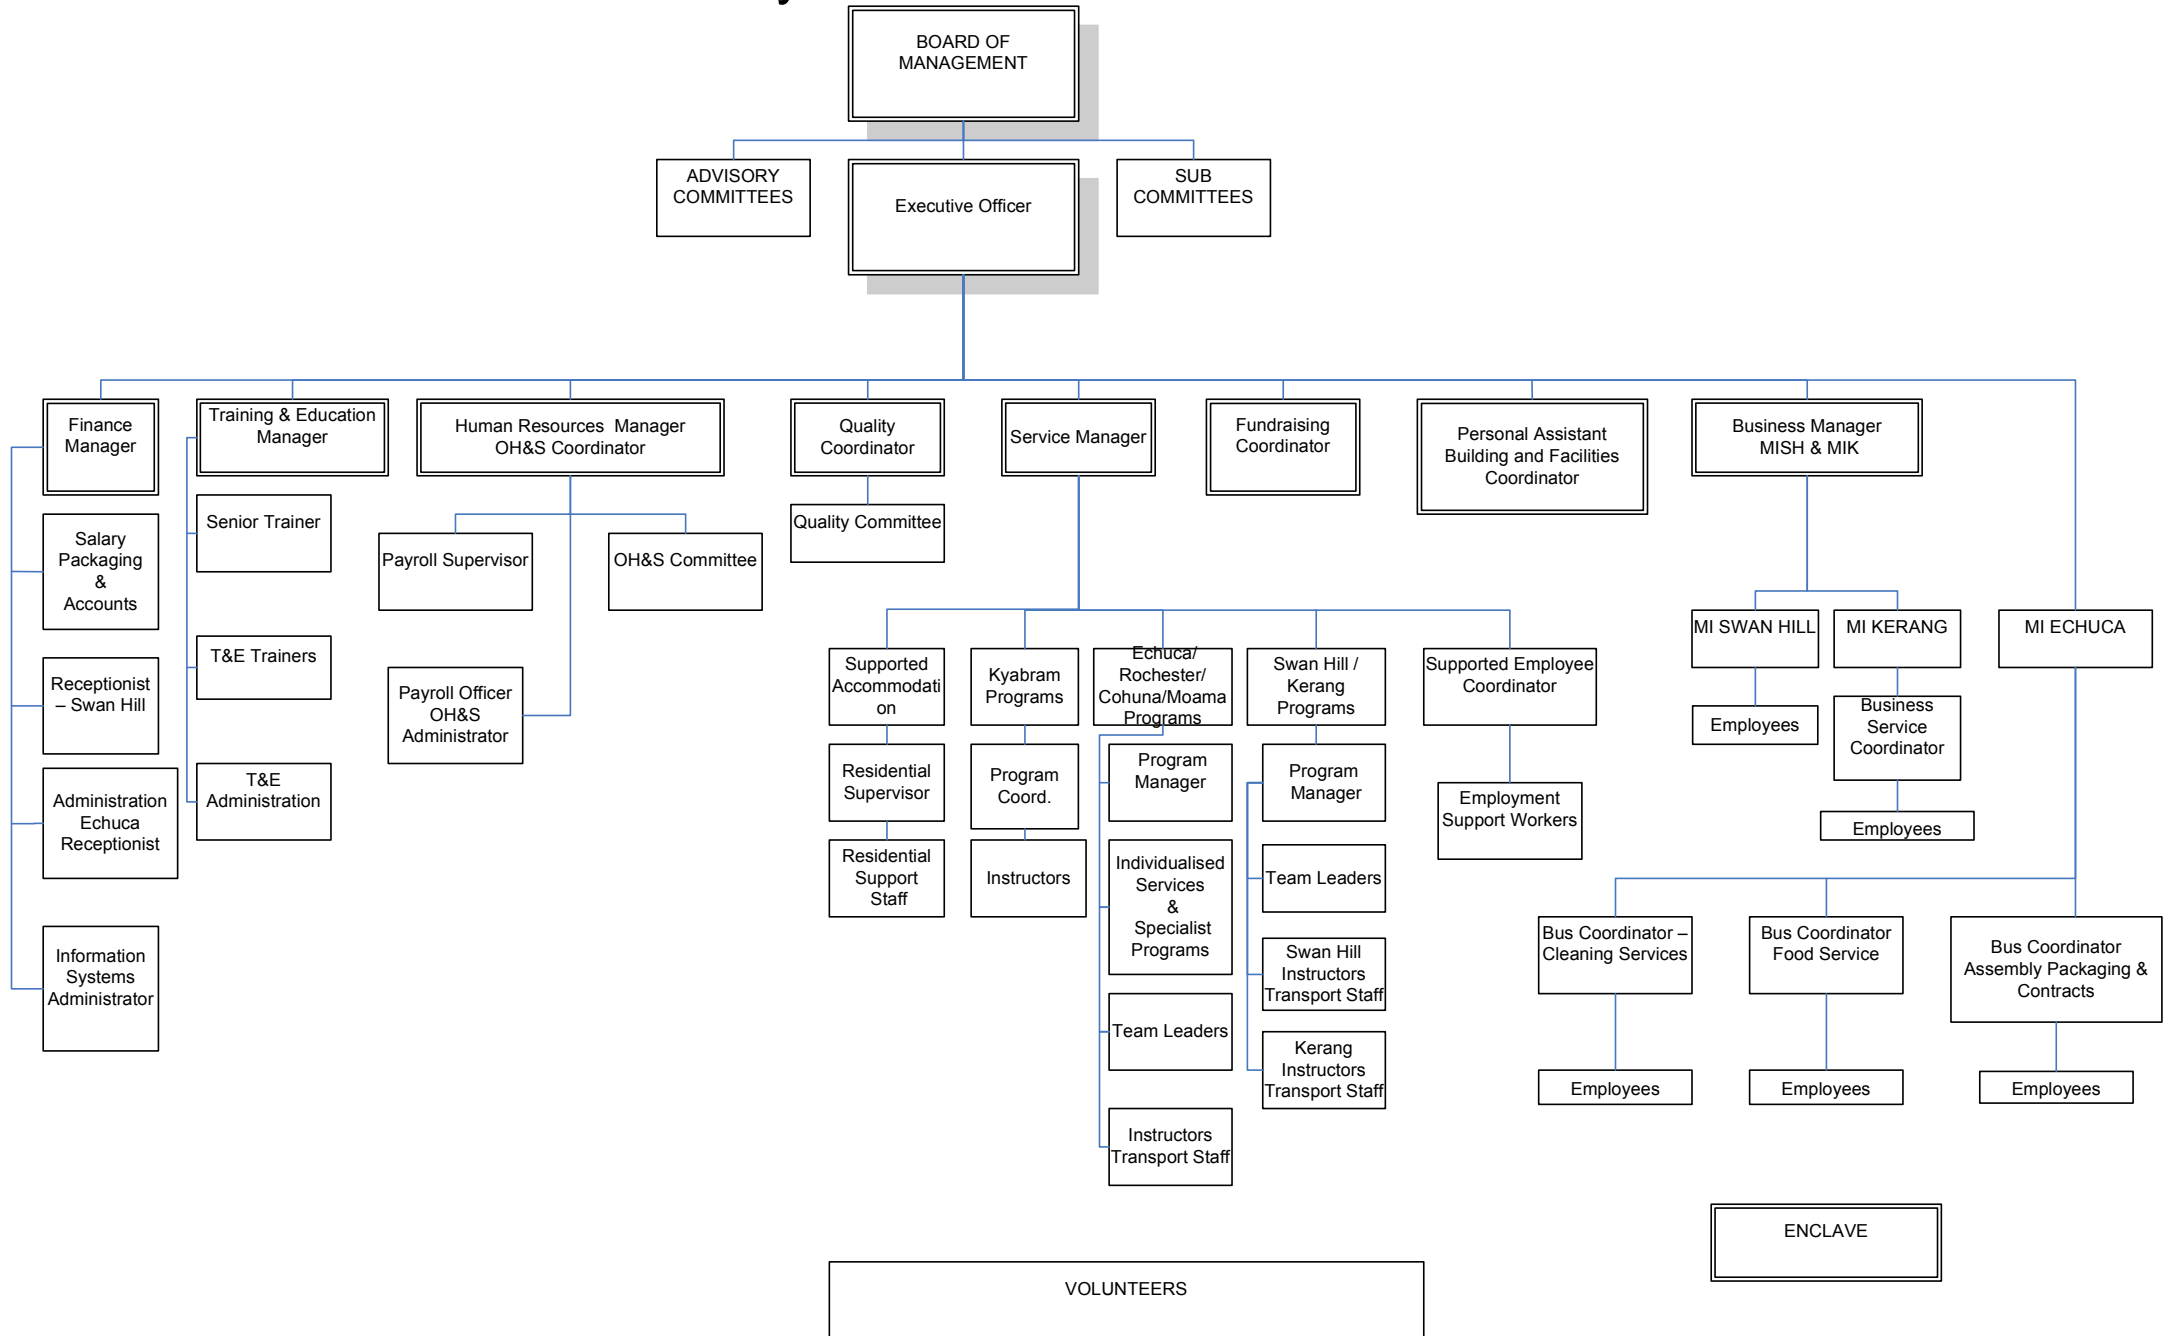 BOARD OF
MANAGEMENT
ADVISORY
COMMITTEES
Executive Officer
SUB
COMMITTEES
Finance
Manager
Training & Education
Manager
Human Resources Manager
OH&S Coordinator
Quality
Coordinator
Service Manager
Fundraising
Coordinator
Personal Assistant
Building and Facilities
Coordinator
Business Manager
MISH & MIK
Salary
Packaging
&
Accounts
Receptionist
– Swan Hill
Administration
Echuca
Receptionist
Information
Systems
Administrator
Senior Trainer
T&E Trainers
T&E
Administration
Payroll Supervisor
OH&S Committee
Payroll Officer
OH&S
Administrator
Quality Committee
Supported
Accommodati
on
Residential
Supervisor
Residential
Support
Staff
Kyabram
Programs
Program
Coord.
Instructors
Echuca/
Rochester/
Cohuna/Moama
Programs
Program
Manager
Individualised
Services
&
Specialist
Programs
Team Leaders
Instructors
Transport Staff
Swan Hill /
Kerang
Programs
Program
Manager
Team Leaders
Swan Hill
Instructors
Transport Staff
Kerang
Instructors
Transport Staff
Supported Employee
Coordinator
Employment
Support Workers
MI SWAN HILL
Employees
MI KERANG
Business
Service
Coordinator
Employees
MI ECHUCA
Bus Coordinator –
Cleaning Services
Employees
Bus Coordinator
Food Service
Employees
Bus Coordinator
Assembly Packaging &
Contracts
Employees
ENCLAVE
VOLUNTEERS